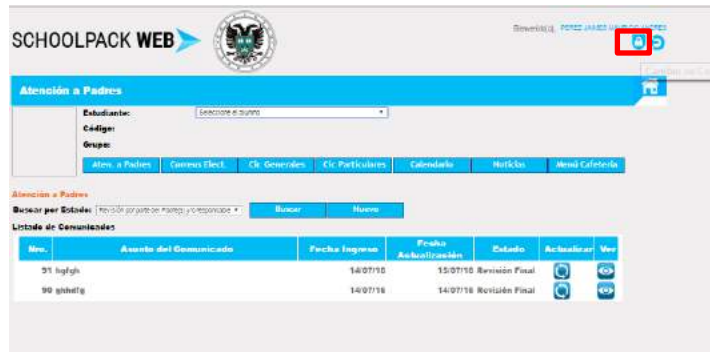 SCHOOLPACK WEB
Bienvenido(a),
Atención a Padres
Estudiante: Seleccione el alumno
Código:
Grupo:
Aten. a Padres Correus Elect. Cir. Generales Cir. Particulares Calendario Noticias Menú Cafetería
Atención a Padres
Buscar por Estado: Buscar Nuevo
Listado de Comunicados
Nro. Asunto del Comunicado Fecha Ingreso Fecha Actualización Estado Actualizar Ver
91 hgfgh 14/07/16 15/07/16 Revisión Final
90 14/07/16 14/07/16 Revisión Final